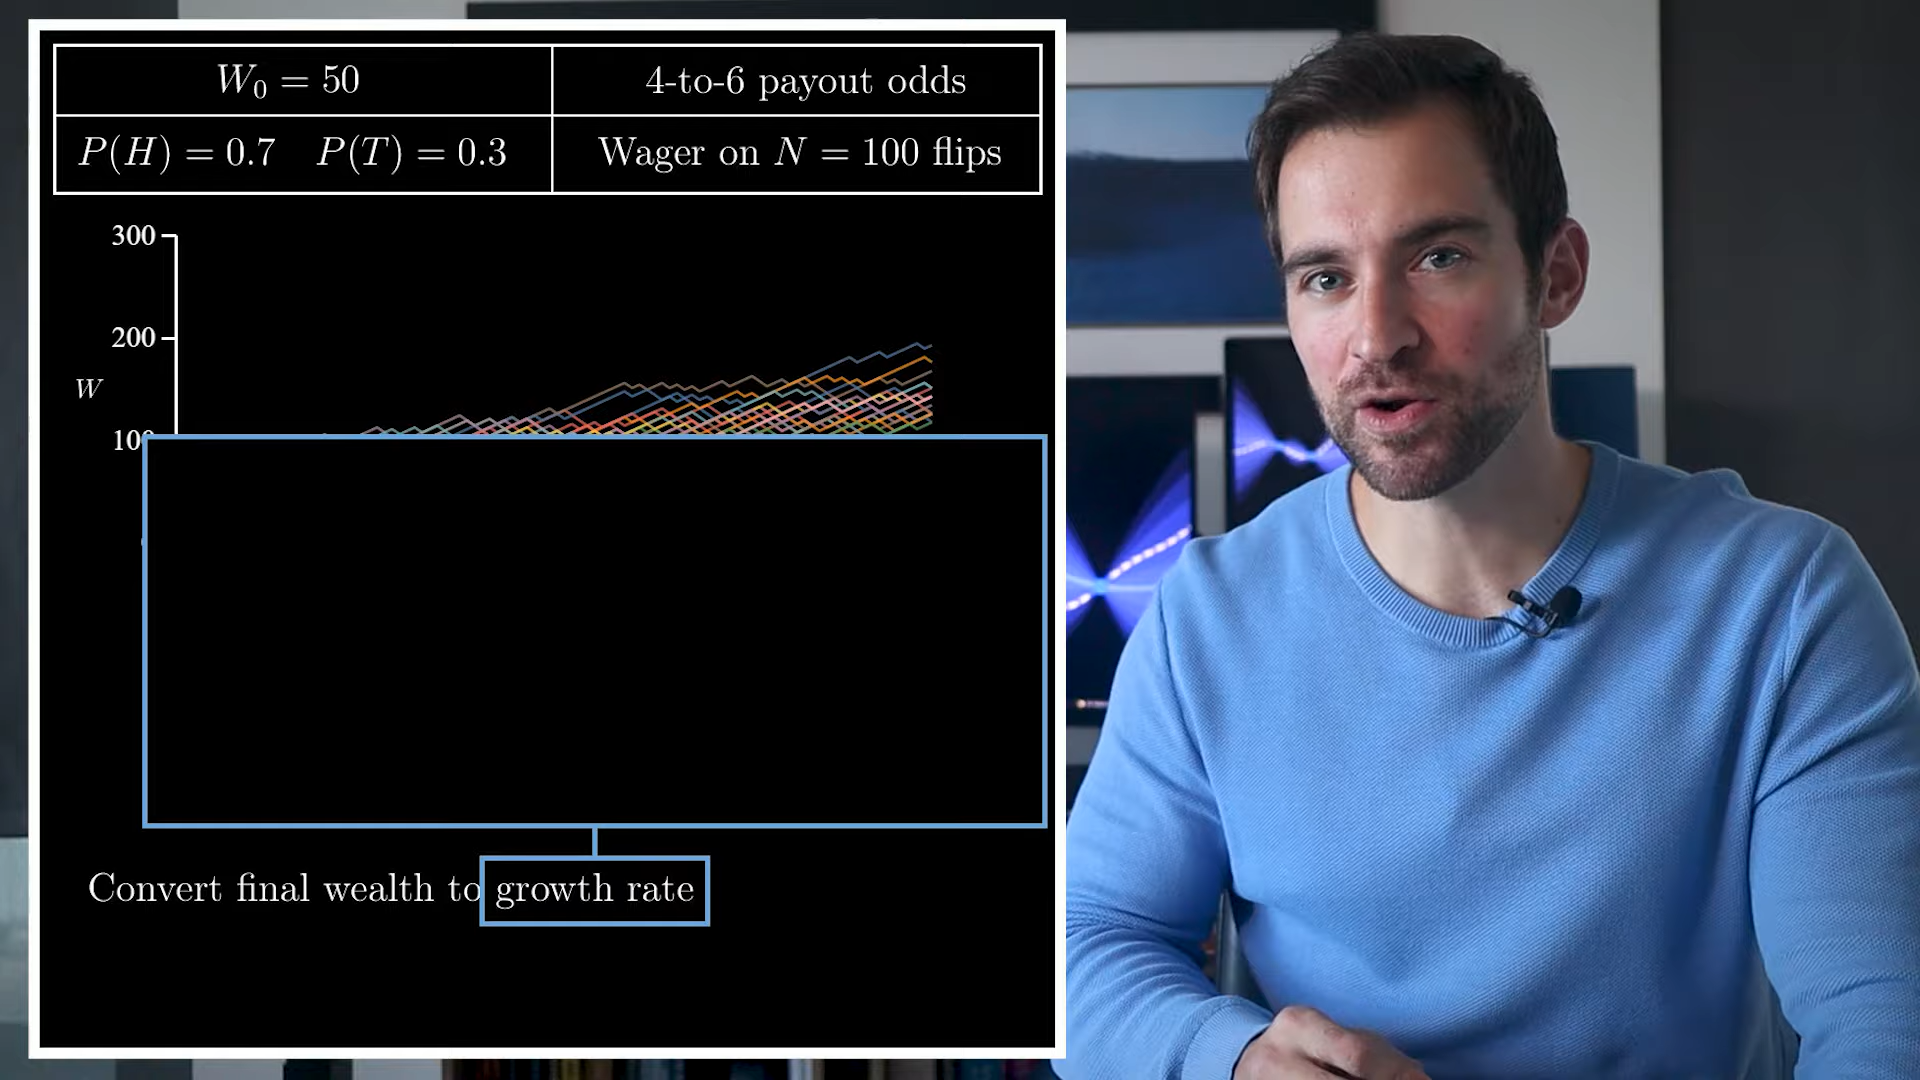 W₀ = 50
4-to-6 payout odds
P(H) = 0.7 P(T) = 0.3
Wager on N = 100 flips
300
200
W
100
Convert final wealth to growth rate